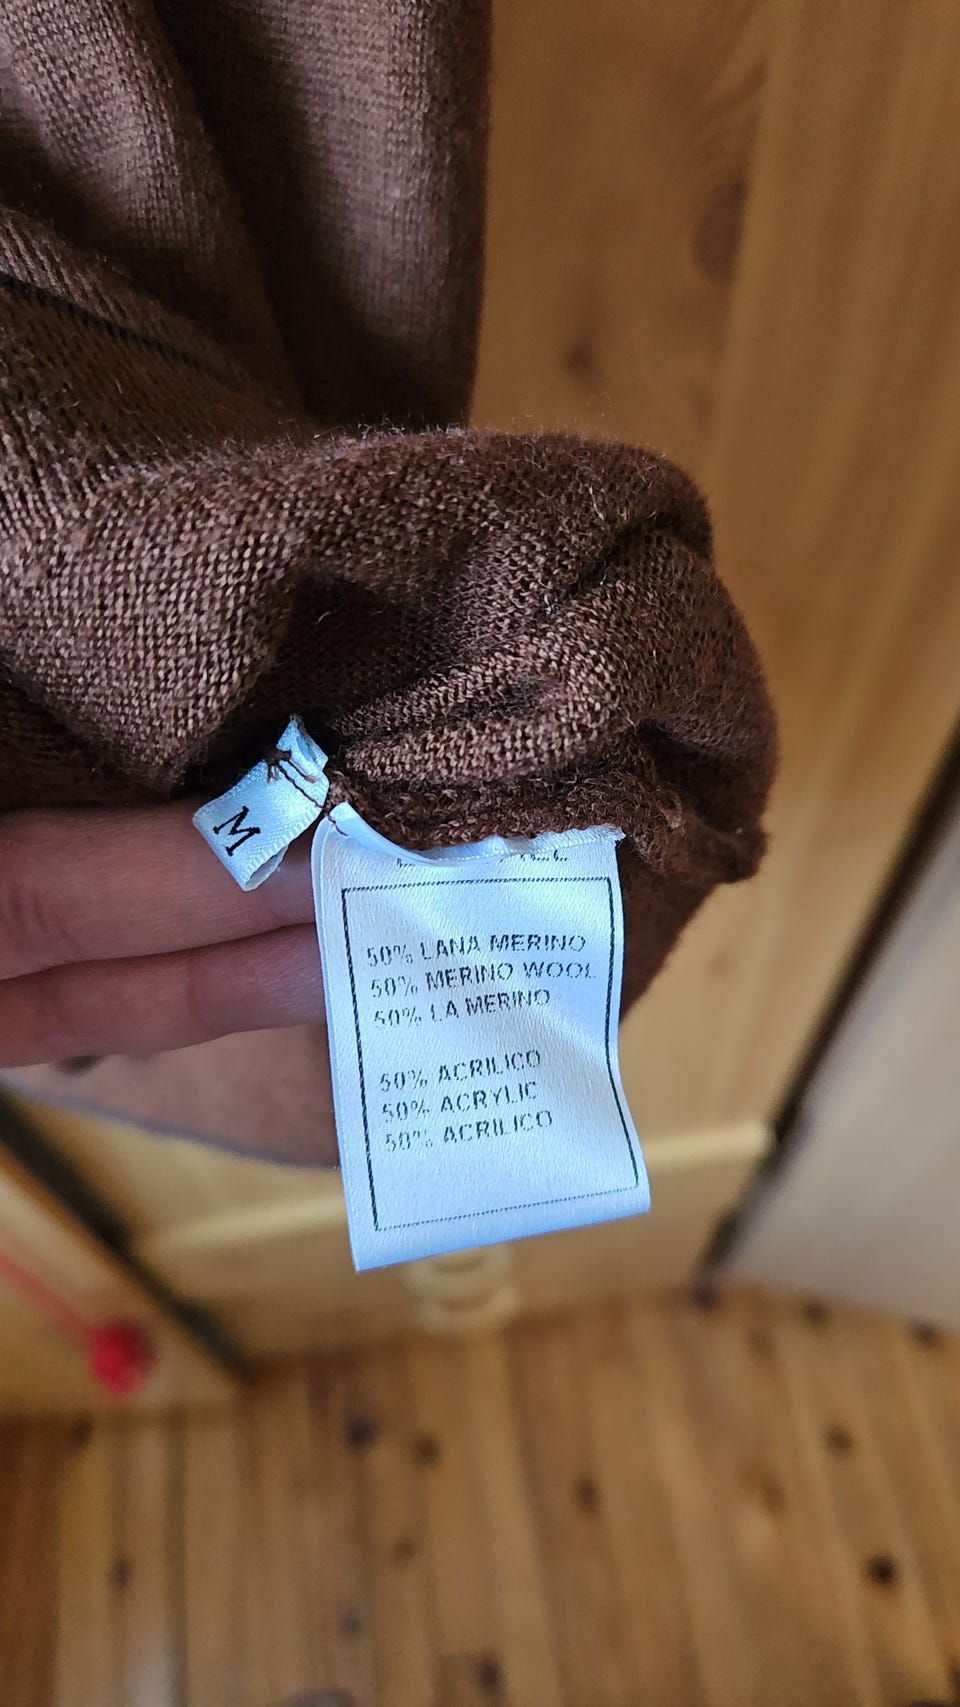 M
50% LANA MERINO
50% MERINO WOOL
50% LA MERINO
50% ACRILICO
50% ACRYLIC
50% ACRILICO